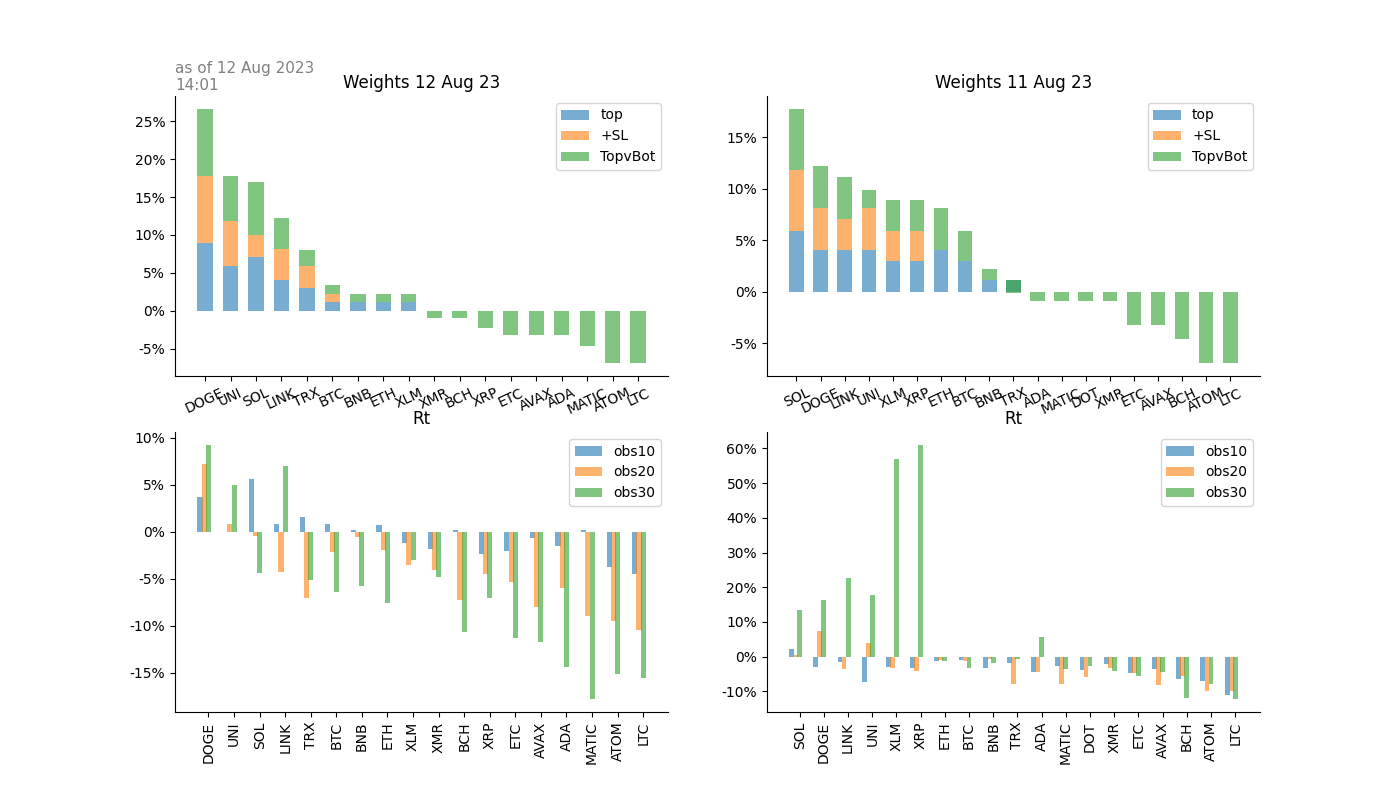 as of 12 Aug 2023
14:01
Weights 12 Aug 23
25%
20%
15%
10%
5%
0%
-5%
top
+SL
TopvBot
DOGE UNI SOL LINK TRX BTC BNB ETH XLM XMR BCH XRP ETC AVAX ADA MATIC ATOM LTC
Weights 11 Aug 23
15%
10%
5%
0%
-5%
top
+SL
TopvBot
SOL DOGE LINK UNI XLM XRP ETH BTC BNB TRX ADA MATIC DOT XMR ETC AVAX BCH ATOM LTC
Rt
10%
5%
0%
-5%
-10%
-15%
obs10
obs20
obs30
DOGE UNI SOL LINK TRX BTC BNB ETH XLM XMR BCH XRP ETC AVAX ADA MATIC ATOM LTC
Rt
60%
50%
40%
30%
20%
10%
0%
-10%
obs10
obs20
obs30
SOL DOGE LINK UNI XLM XRP ETH BTC BNB TRX ADA MATIC DOT XMR ETC AVAX BCH ATOM LTC